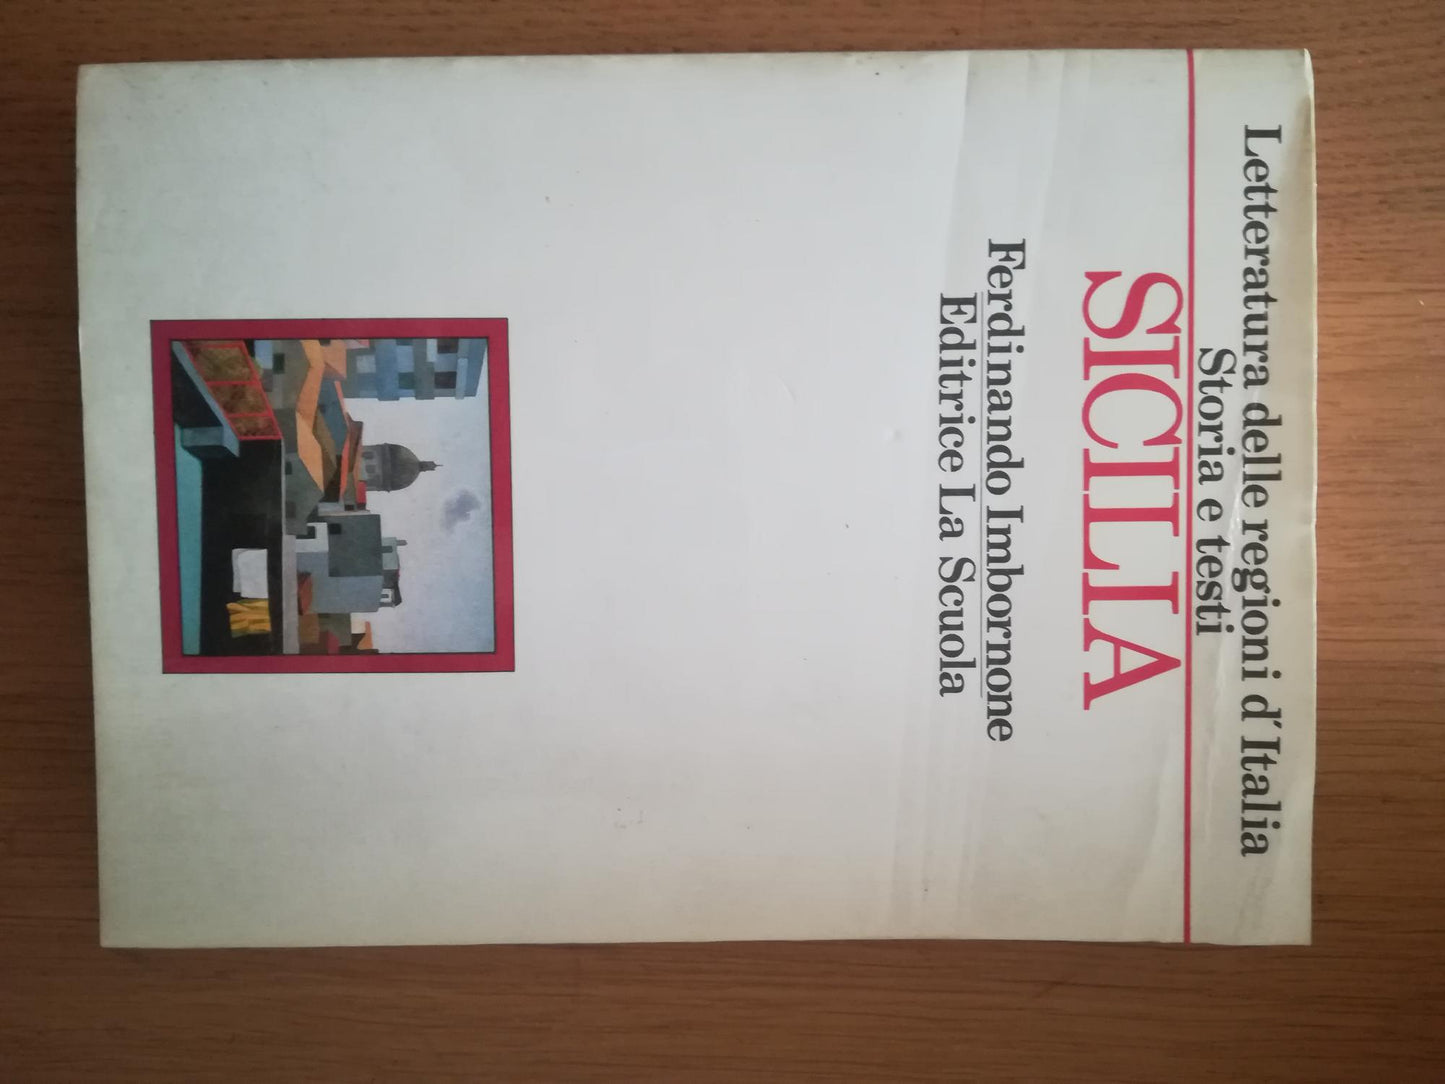 Letteratura delle regioni d'Italia
Storia e testi
SICILIA
Ferdinando Imbornone
Editrice La Scuola